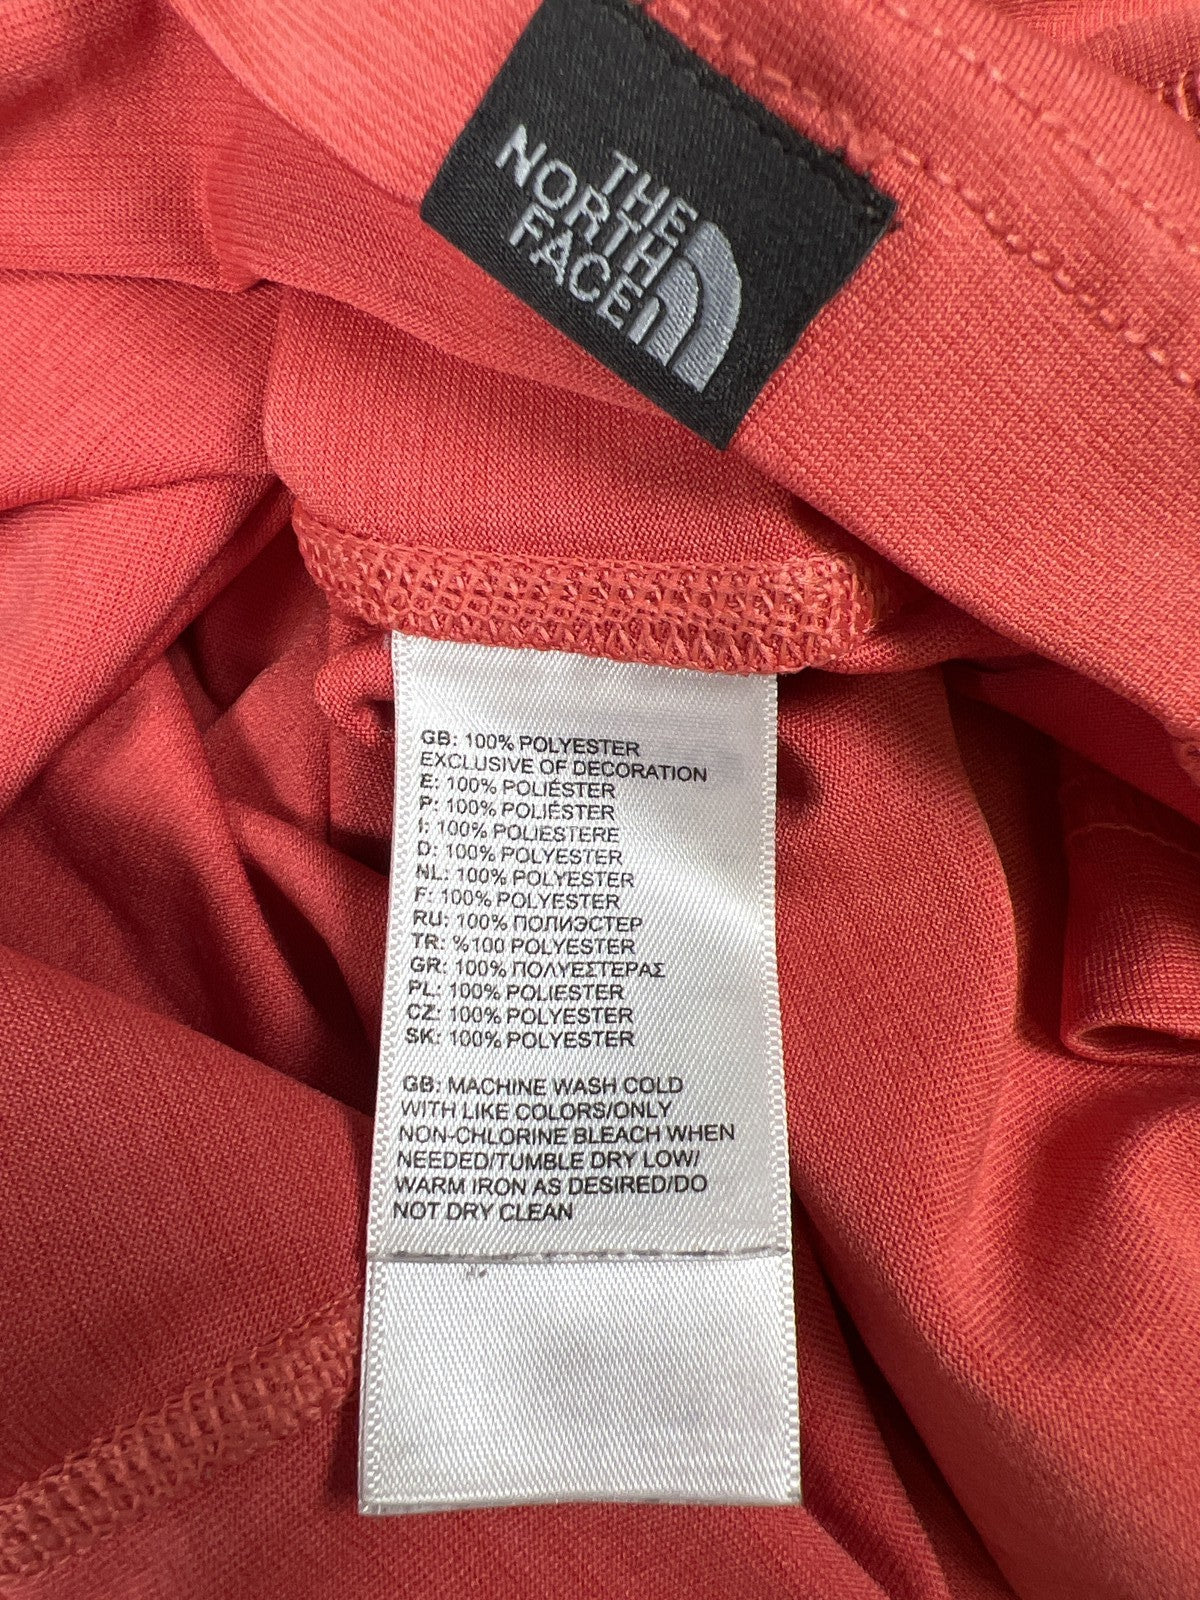 THE
NORTH
FACE
GB: 100% POLYESTER
EXCLUSIVE OF DECORATION
E: 100% POLIÉSTER
P: 100% POLIÉSTER
I: 100% POLIESTERE
D: 100% POLYESTER
NL: 100% POLYESTER
F: 100% POLYESTER
RU: 100% ПОЛИЭСТЕР
TR: %100 POLYESTER
GR: 100% ΠΟΛΥΕΣΤΕΡΑΣ
PL: 100% POLIESTER
CZ: 100% POLYESTER
SK: 100% POLYESTER
GB: MACHINE WASH COLD
WITH LIKE COLORS/ONLY
NON-CHLORINE BLEACH WHEN
NEEDED/TUMBLE DRY LOW/
WARM IRON AS DESIRED/DO
NOT DRY CLEAN